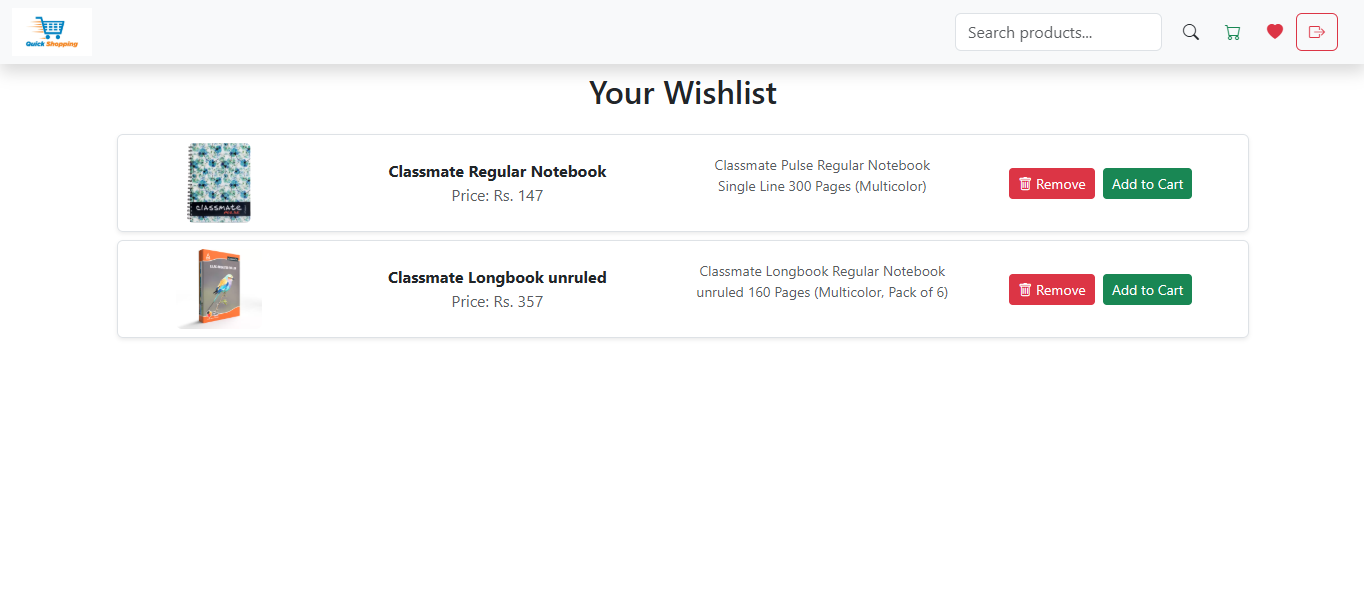 Quick Shopping
Search products...
Your Wishlist
classmate
Classmate Regular Notebook
Price: Rs. 147
Classmate Pulse Regular Notebook
Single Line 300 Pages (Multicolor)
Remove
Add to Cart
Classmate Longbook unruled
Price: Rs. 357
Classmate Longbook Regular Notebook
unruled 160 Pages (Multicolor, Pack of 6)
Remove
Add to Cart